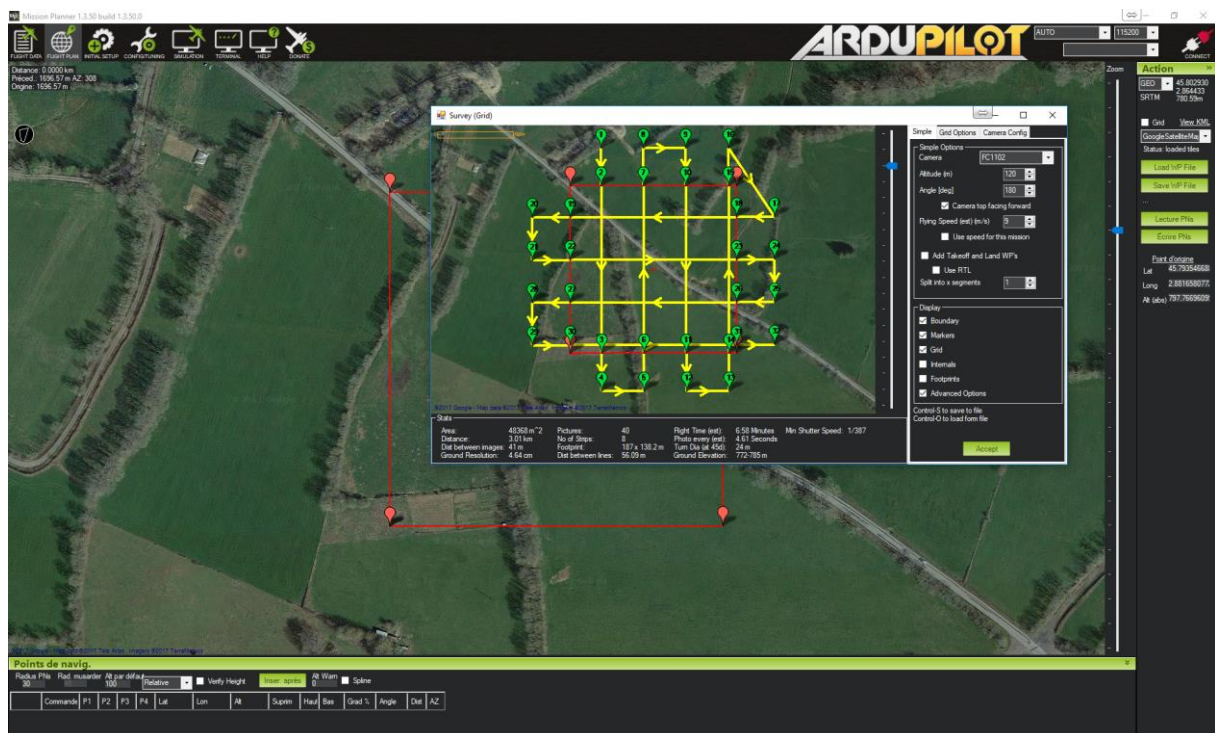 Mission Planner 1.3.50 build 1.3.50.0
FLIGHT DATA FLIGHT PLAN INITIAL SETUP CONFIG/TUNING SIMULATION TERMINAL HELP DONATE
ARDUPILOT
AUTO 115200
CONNECT
Distance: 0.0000 km
Préced.: 1696.57 m AZ: 308
Origine: 1696.57 m
Zoom
Action
GEO 45.802930
2.864433
SRTM 780.59m
Grid View KML
GoogleSatelliteMap
Status: loaded tiles
Load WP File
Save WP File
...
Lecture PNs
Écrire PNs
Point d'origine
Lat 45.79354668
Long 2.881658077
Alt (abs) 797.7669609
Survey (Grid)
Simple Grid Options Camera Config
Simple Options
Camera FC1102
Altitude (m) 120
Angle [deg] 180
Camera top facing forward
Flying Speed (est) (m/s) 9
Use speed for this mission
Add Takeoff and Land WP's
Use RTL
Split into x segments 1
Display
Boundary
Markers
Grid
Internals
Footprints
Advanced Options
Control-S to save to file
Control-O to load form file
Accept
Stats
Area: 48368 m^2 Pictures: 40 Flight Time (est): 6:58 Minutes Min Shutter Speed: 1/387
Distance: 3.01 km No of Strips: 8 Photo every (est): 4.61 Seconds
Dist between images: 41 m Footprint: 187 x 138.2 m Turn Dia (at 45d): 24 m
Ground Resolution: 4.64 cm Dist between lines: 56.09 m Ground Elevation: 772-785 m
Points de navig.
Radius PNs Rad. musarder Alt par défaut Alt Warn
30 100 Relative Verify Height Inser. après 0 Spline
Commande P1 P2 P3 P4 Lat Lon Alt Suprim Haut Bas Grad % Angle Dist AZ